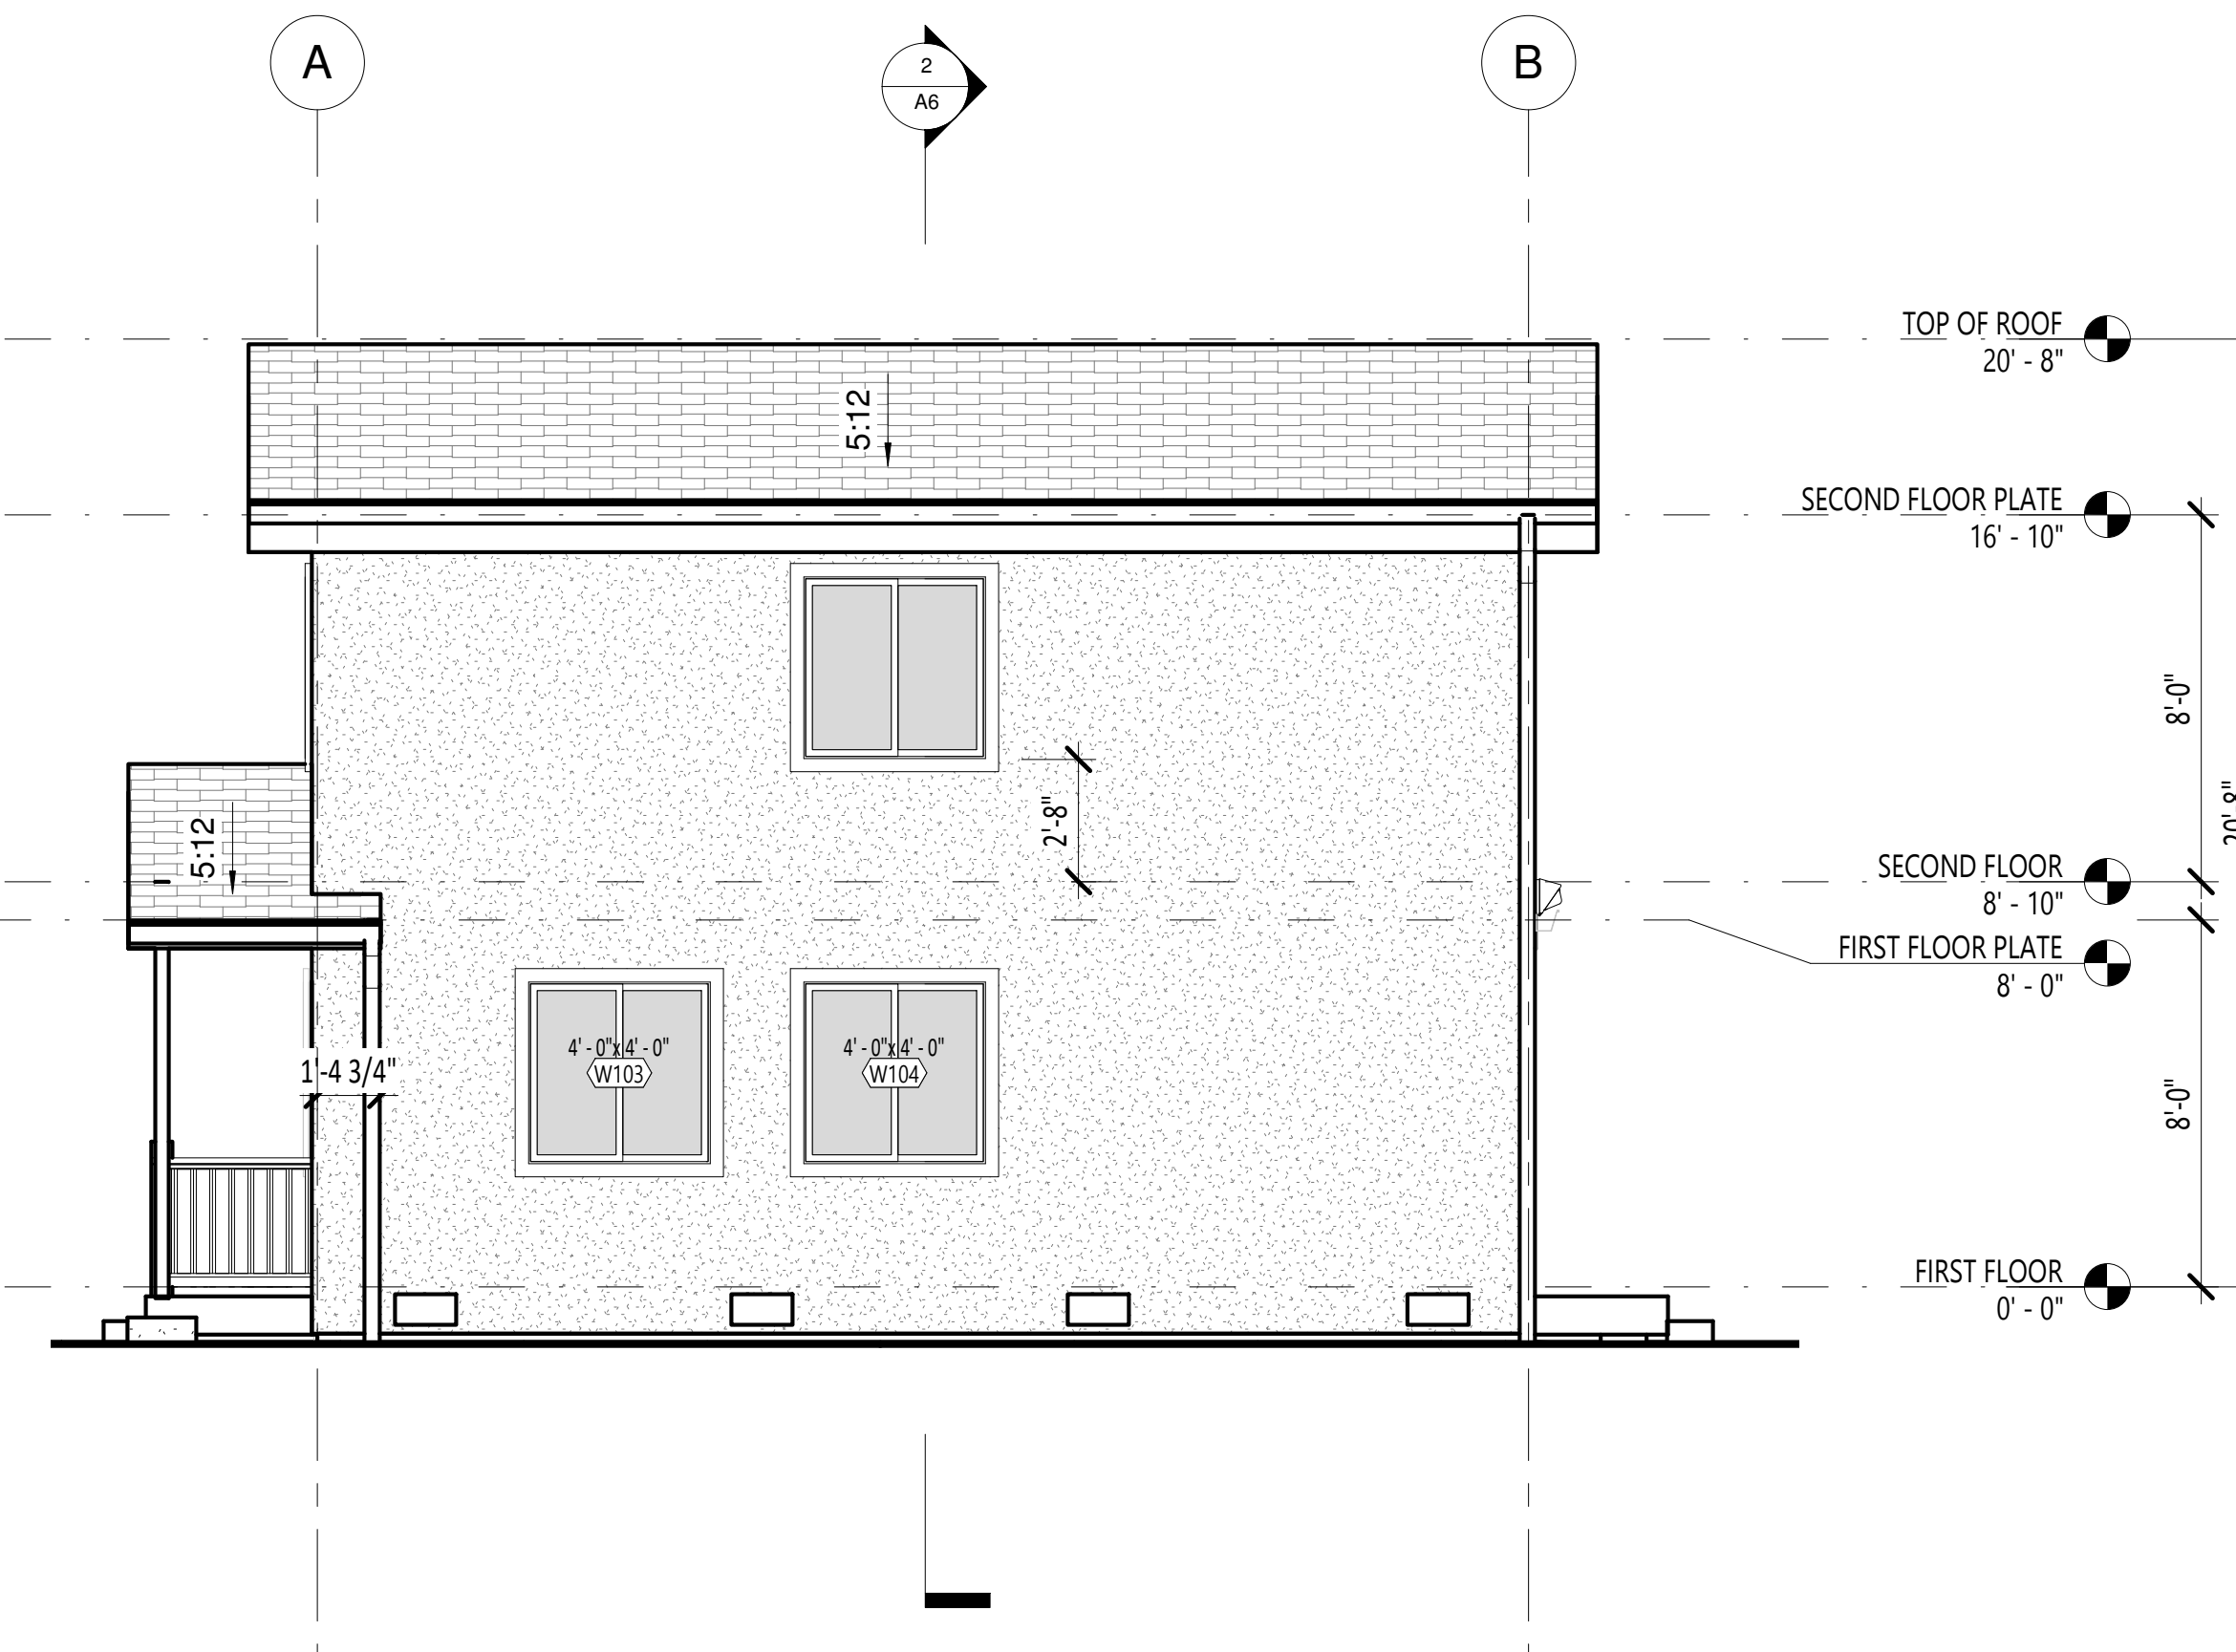 A
2
A6
B
TOP OF ROOF
20' - 8"
5:12
SECOND FLOOR PLATE
16' - 10"
8'-0"
2'-8"
20'-8"
5:12
SECOND FLOOR
8' - 10"
FIRST FLOOR PLATE
8' - 0"
4' - 0"x 4' - 0"
W103
4' - 0"x 4' - 0"
W104
1'-4 3/4"
8'-0"
FIRST FLOOR
0' - 0"